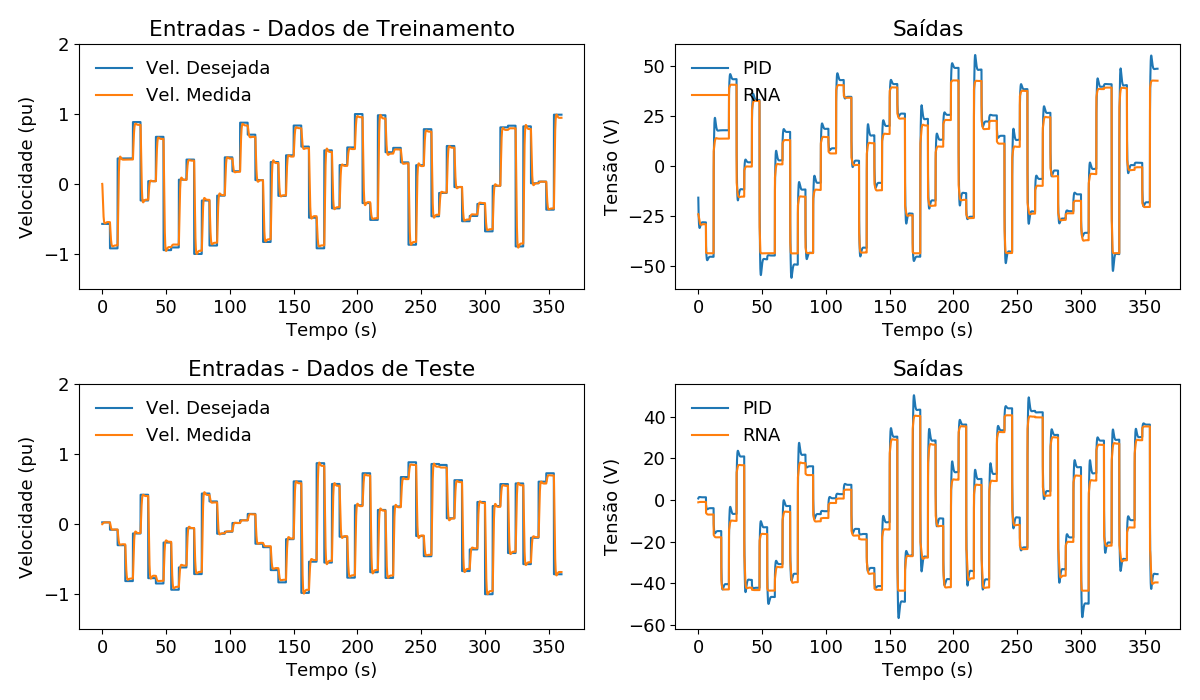 Entradas - Dados de Treinamento
Velocidade (pu)
2
1
0
−1
Vel. Desejada
Vel. Medida
0 50 100 150 200 250 300 350
Tempo (s)
Saídas
Tensão (V)
50
25
0
−25
−50
PID
RNA
0 50 100 150 200 250 300 350
Tempo (s)
Entradas - Dados de Teste
Velocidade (pu)
2
1
0
−1
Vel. Desejada
Vel. Medida
0 50 100 150 200 250 300 350
Tempo (s)
Saídas
Tensão (V)
40
20
0
−20
−40
−60
PID
RNA
0 50 100 150 200 250 300 350
Tempo (s)